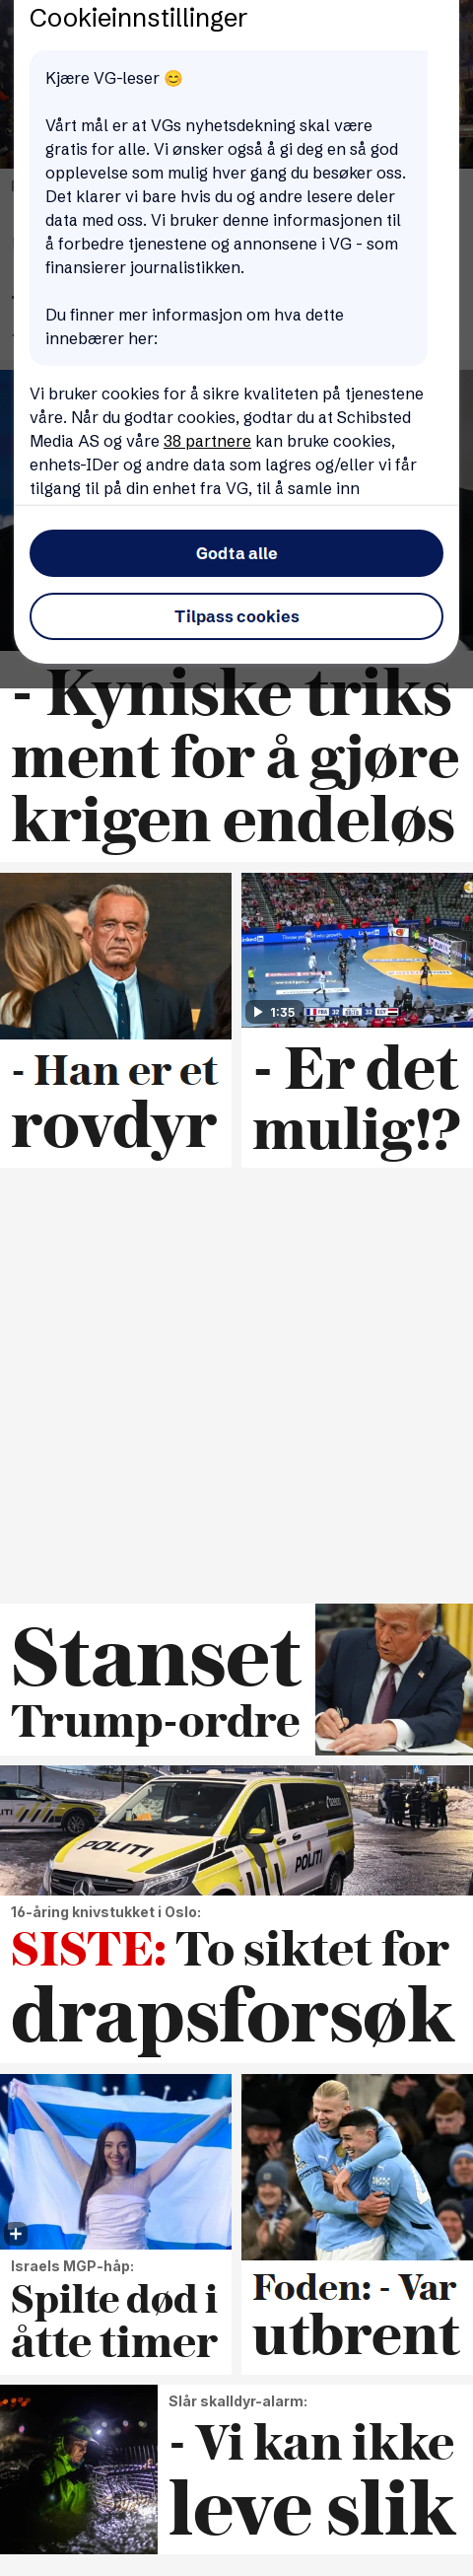 Cookieinnstillinger
Kjære VG-leser 😊
Vårt mål er at VGs nyhetsdekning skal være
gratis for alle. Vi ønsker også å gi deg en så god
opplevelse som mulig hver gang du besøker oss.
Det klarer vi bare hvis du og andre lesere deler
data med oss. Vi bruker denne informasjonen til
å forbedre tjenestene og annonsene i VG - som
finansierer journalistikken.
Du finner mer informasjon om hva dette
innebærer her:
Vi bruker cookies for å sikre kvaliteten på tjenestene
våre. Når du godtar cookies, godtar du at Schibsted
Media AS og våre 38 partnere kan bruke cookies,
enhets-IDer og andre data som lagres og/eller vi får
tilgang til på din enhet fra VG, til å samle inn
Godta alle
Tilpass cookies
- Kyniske triks
ment for å gjøre
krigen endeløs
LinkedIn
1:35
FRA 32
32 EGY
- Han er et
rovdyr
- Er det
mulig!?
Stanset
Trump-ordre
POLITI
POLITI
16-åring knivstukket i Oslo:
SISTE: To siktet for
drapsforsøk
Israels MGP-håp:
Spilte død i
åtte timer
Foden: - Var
utbrent
Slår skalldyr-alarm:
- Vi kan ikke
leve slik